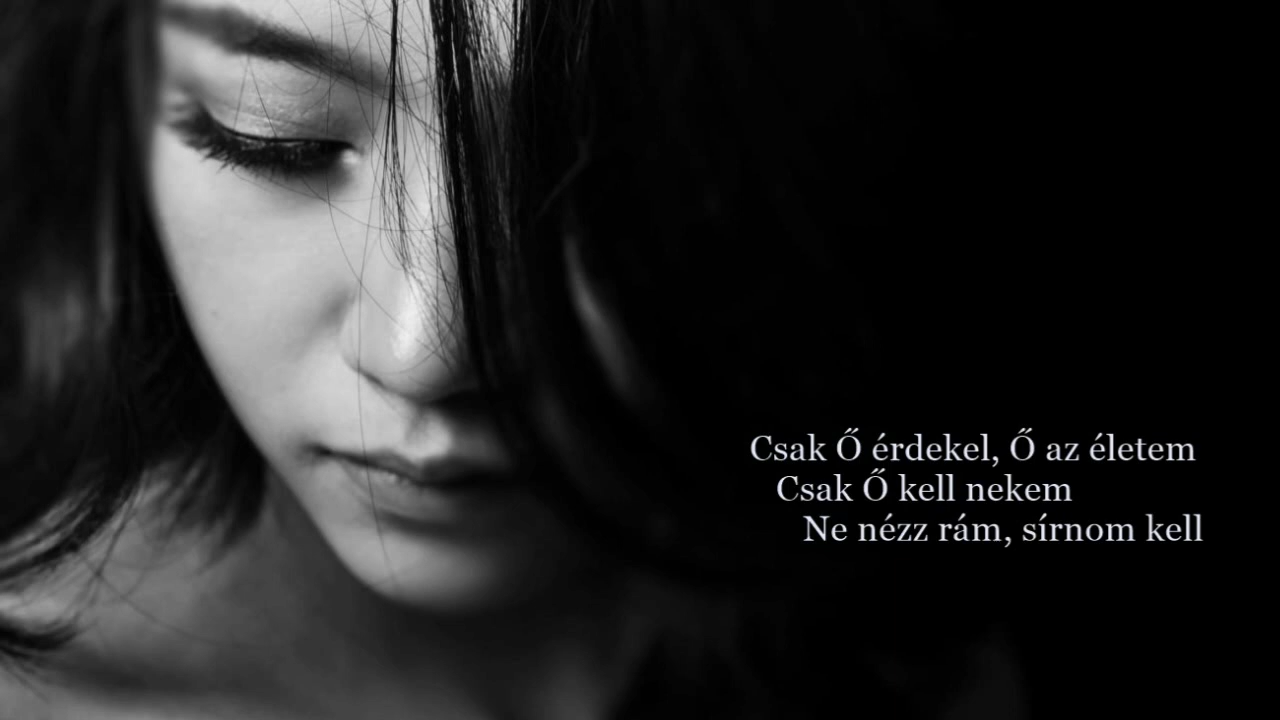 Csak Ő érdekel, Ő az életem
Csak Ő kell nekem
Ne nézz rám, sírnom kell